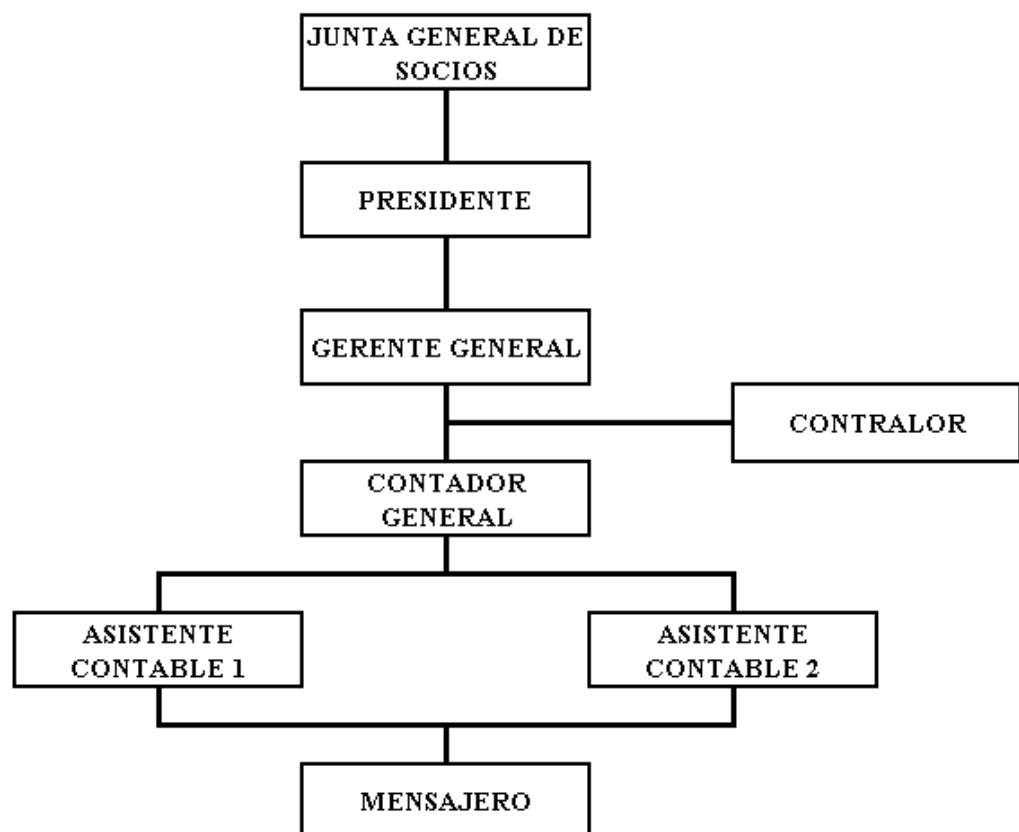 JUNTA GENERAL DE
SOCIOS
PRESIDENTE
GERENTE GENERAL
CONTRALOR
CONTADOR
GENERAL
ASISTENTE
CONTABLE 1
ASISTENTE
CONTABLE 2
MENSAJERO